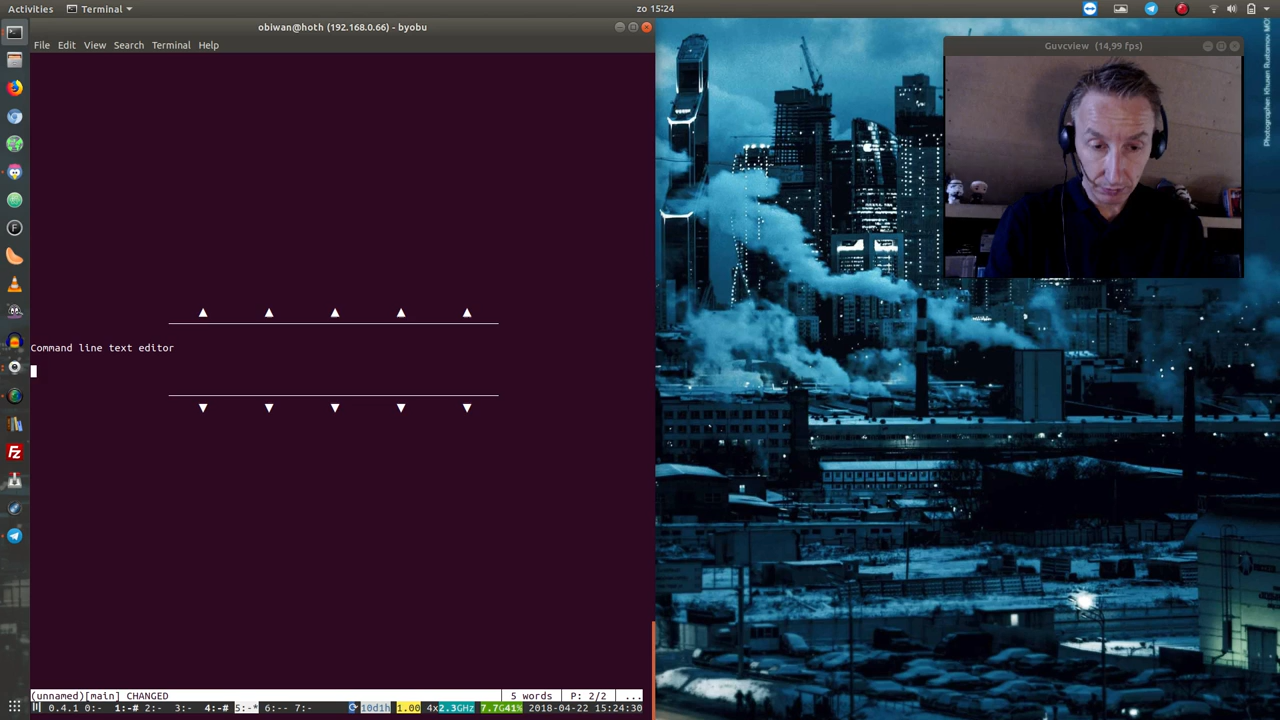 Activities Terminal zo 15:24
obiwan@hoth (192.168.0.66) - byobu
File Edit View Search Terminal Help
Guvcview (14,99 fps)
Command line text editor
(unnamed)[main] CHANGED 5 words P: 2/2 ...
0.4.1 0:- 1:-# 2:- 3:- 4:-# 5:-* 6:-- 7:- 10d1h 1.00 4x2.3GHz 7.7G41% 2018-04-22 15:24:30